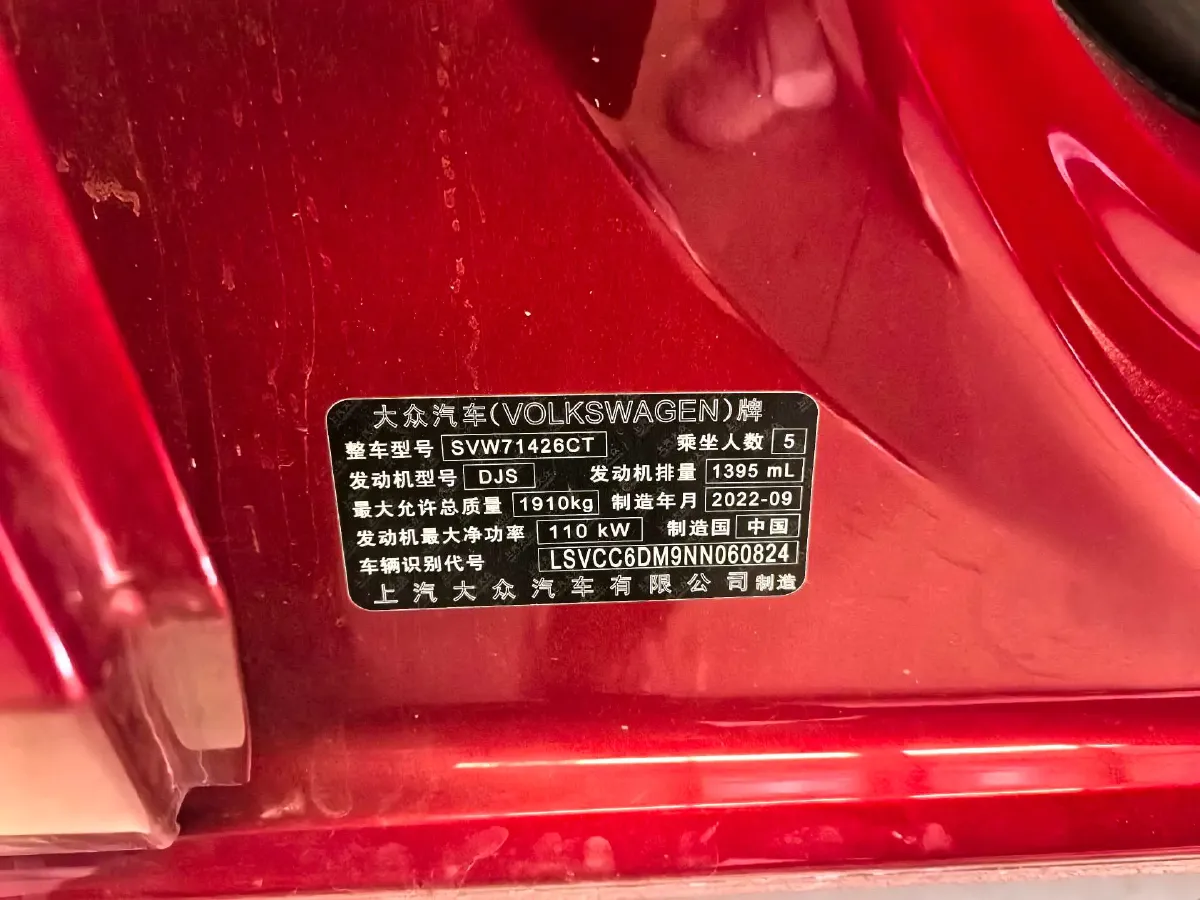 大众汽车(VOLKSWAGEN)牌
整车型号 SVW71426CT 乘坐人数 5
发动机型号 DJS 发动机排量 1395 mL
最大允许总质量 1910kg 制造年月 2022-09
发动机最大净功率 110 kW 制造国 中国
车辆识别代号 LSVCC6DM9NN060824
上汽大众汽车有限公司制造